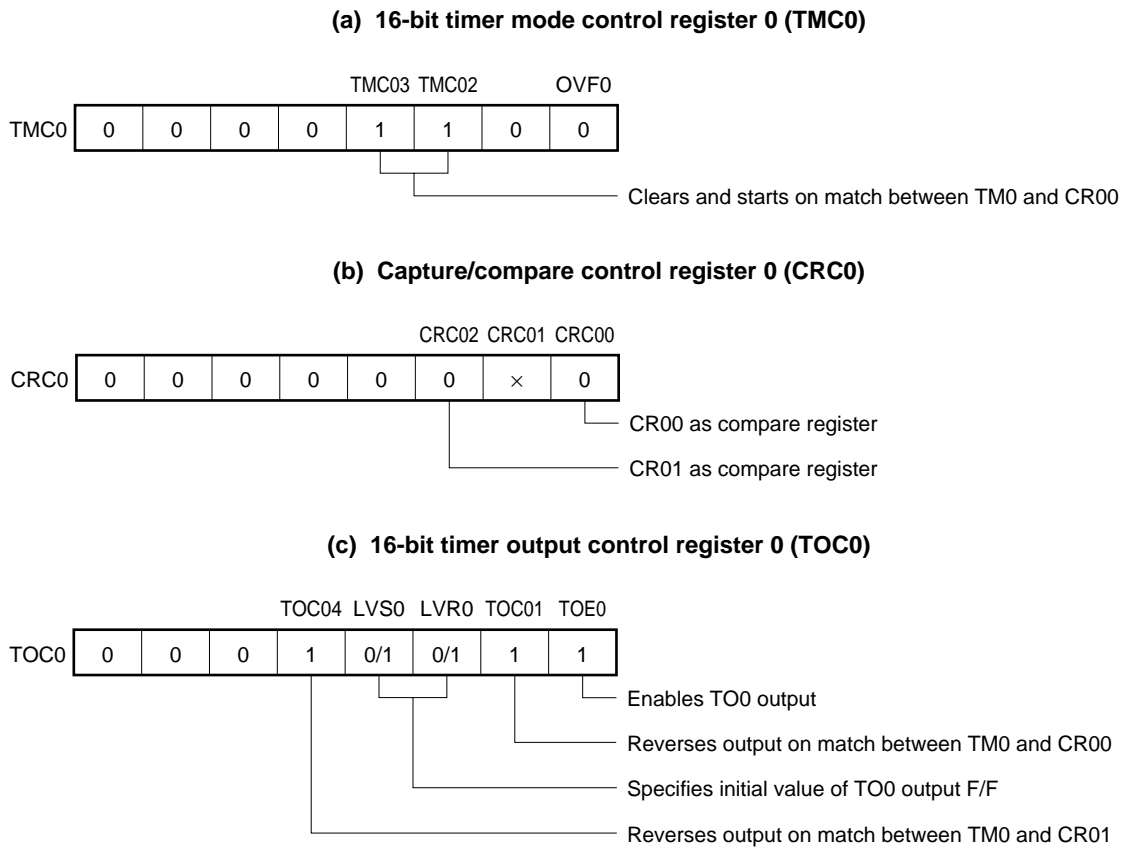 (a) 16-bit timer mode control register 0 (TMC0)
TMC03 TMC02 OVF0
TMC0 0 0 0 0 1 1 0 0
Clears and starts on match between TM0 and CR00
(b) Capture/compare control register 0 (CRC0)
CRC02 CRC01 CRC00
CRC0 0 0 0 0 0 0 × 0
CR00 as compare register
CR01 as compare register
(c) 16-bit timer output control register 0 (TOC0)
TOC04 LVS0 LVR0 TOC01 TOE0
TOC0 0 0 0 1 0/1 0/1 1 1
Enables TO0 output
Reverses output on match between TM0 and CR00
Specifies initial value of TO0 output F/F
Reverses output on match between TM0 and CR01